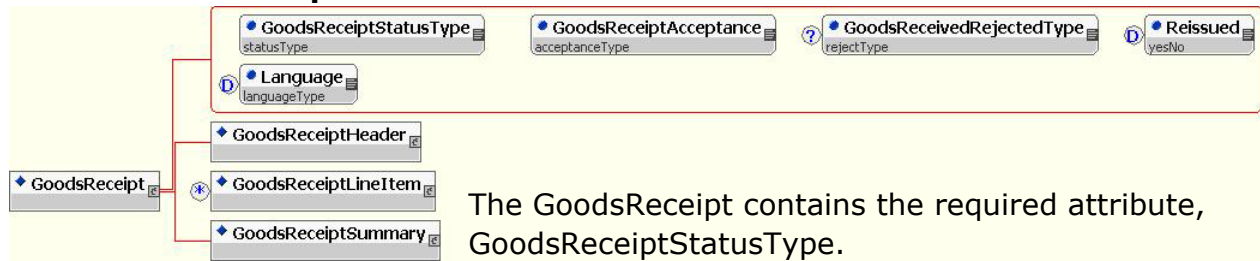 GoodsReceiptStatusType GoodsReceiptAcceptance ? GoodsReceivedRejectedType D Reissued
statusType acceptanceType rejectType yesNo
D Language
languageType
GoodsReceiptHeader
GoodsReceipt * GoodsReceiptLineItem
The GoodsReceipt contains the required attribute,
GoodsReceiptSummary
GoodsReceiptStatusType.